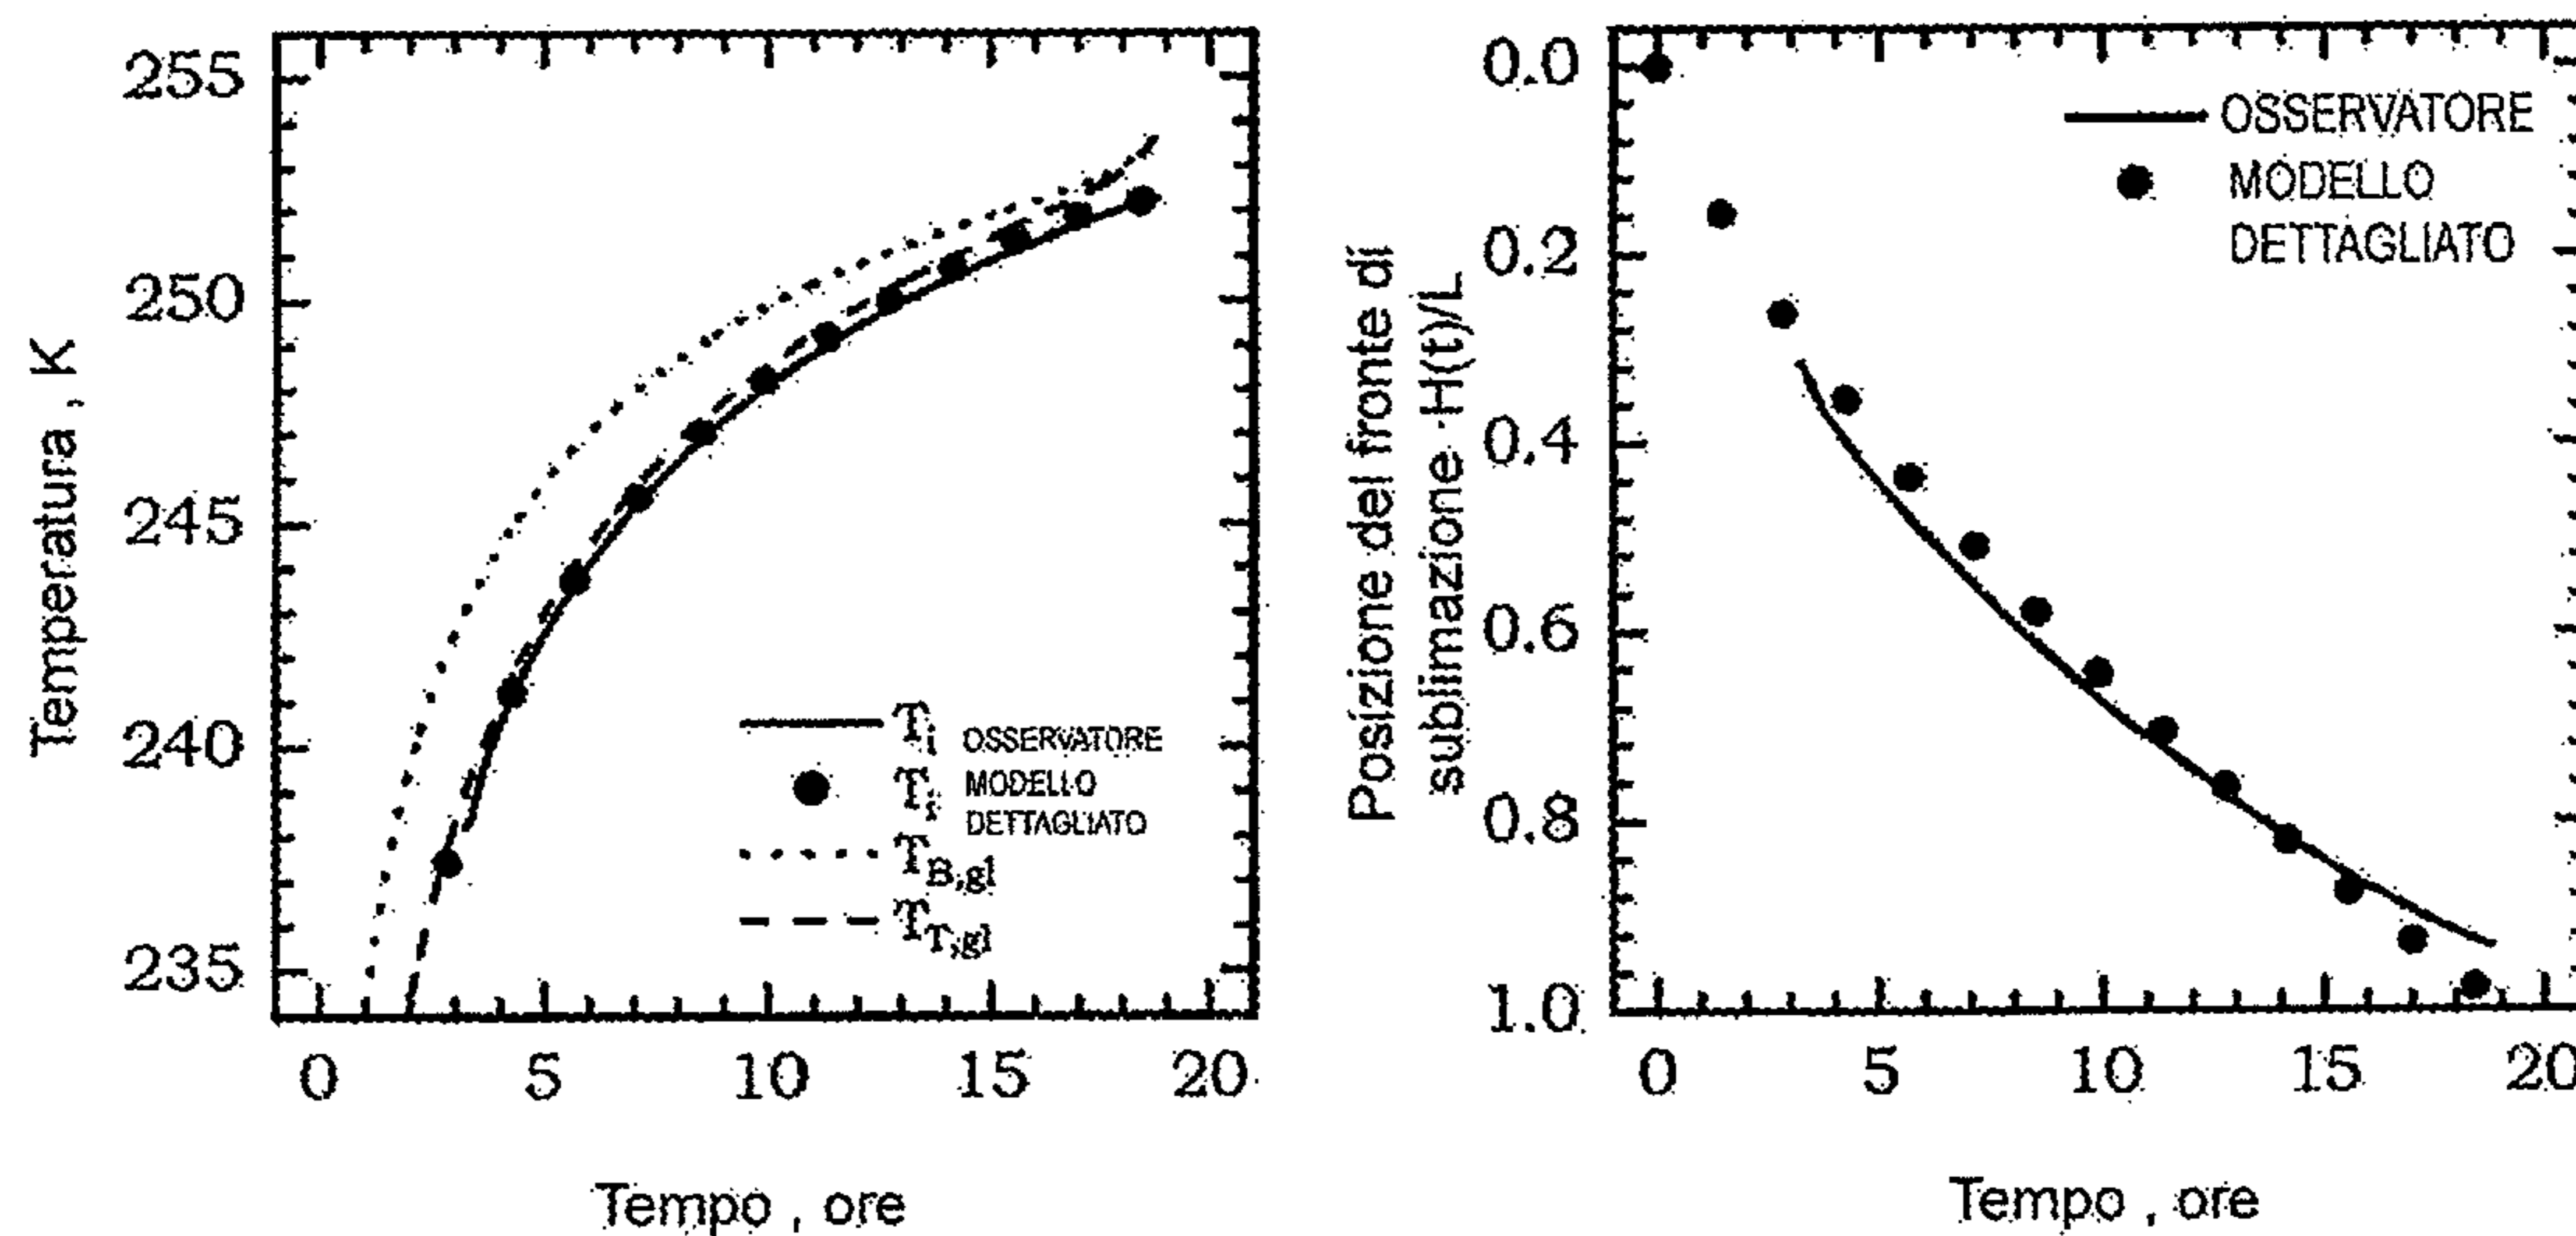 255
250
245
240
235
0 5 10 15 20
Temperatura , K
Tempo , ore
T_i OSSERVATORE
T_i MODELLO
DETTAGLIATO
T_B,gl
T_T,gl
0.0
0.2
0.4
0.6
0.8
1.0
0 5 10 15 20
Posizione del fronte di
sublimazione H(t)/L
Tempo , ore
OSSERVATORE
MODELLO
DETTAGLIATO